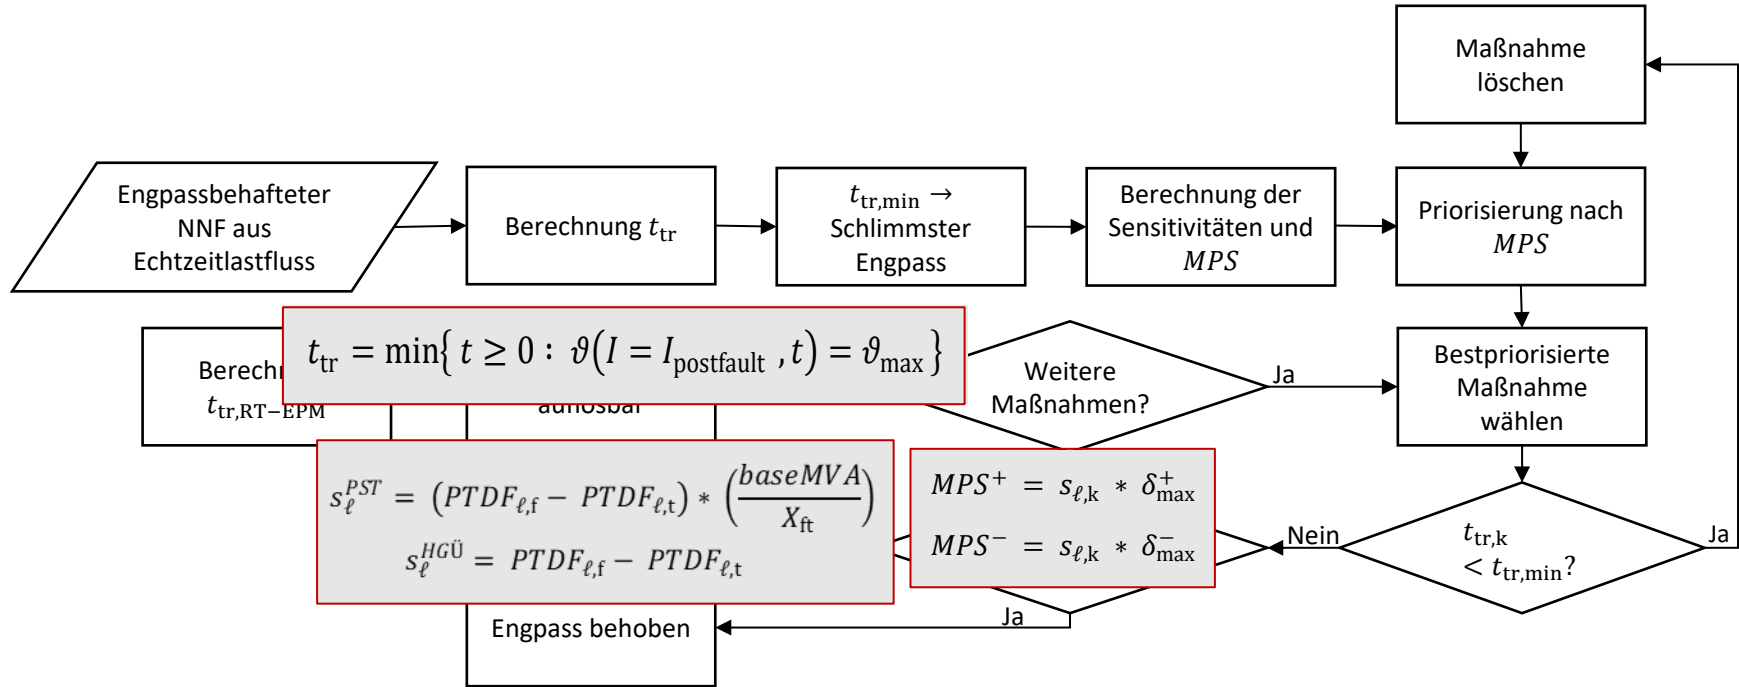 Maßnahme
löschen
Engpassbehafteter
NNF aus
Echtzeitlastfluss
Berechnung t_tr
t_tr,min →
Schlimmster
Engpass
Berechnung der
Sensitivitäten und
MPS
Priorisierung nach
MPS
t_tr = min{ t ≥ 0 : ϑ(I = I_postfault , t) = ϑ_max }
t_tr,RT−EPM
Weitere
Maßnahmen?
Ja
Bestpriorisierte
Maßnahme
wählen
s_ℓ^PST = (PTDF_ℓ,f − PTDF_ℓ,t) * (baseMVA / X_ft)
s_ℓ^HGÜ = PTDF_ℓ,f − PTDF_ℓ,t
MPS⁺ = s_ℓ,k * δ_max^+
MPS⁻ = s_ℓ,k * δ_max^−
Nein
t_tr,k
< t_tr,min?
Ja
Ja
Engpass behoben